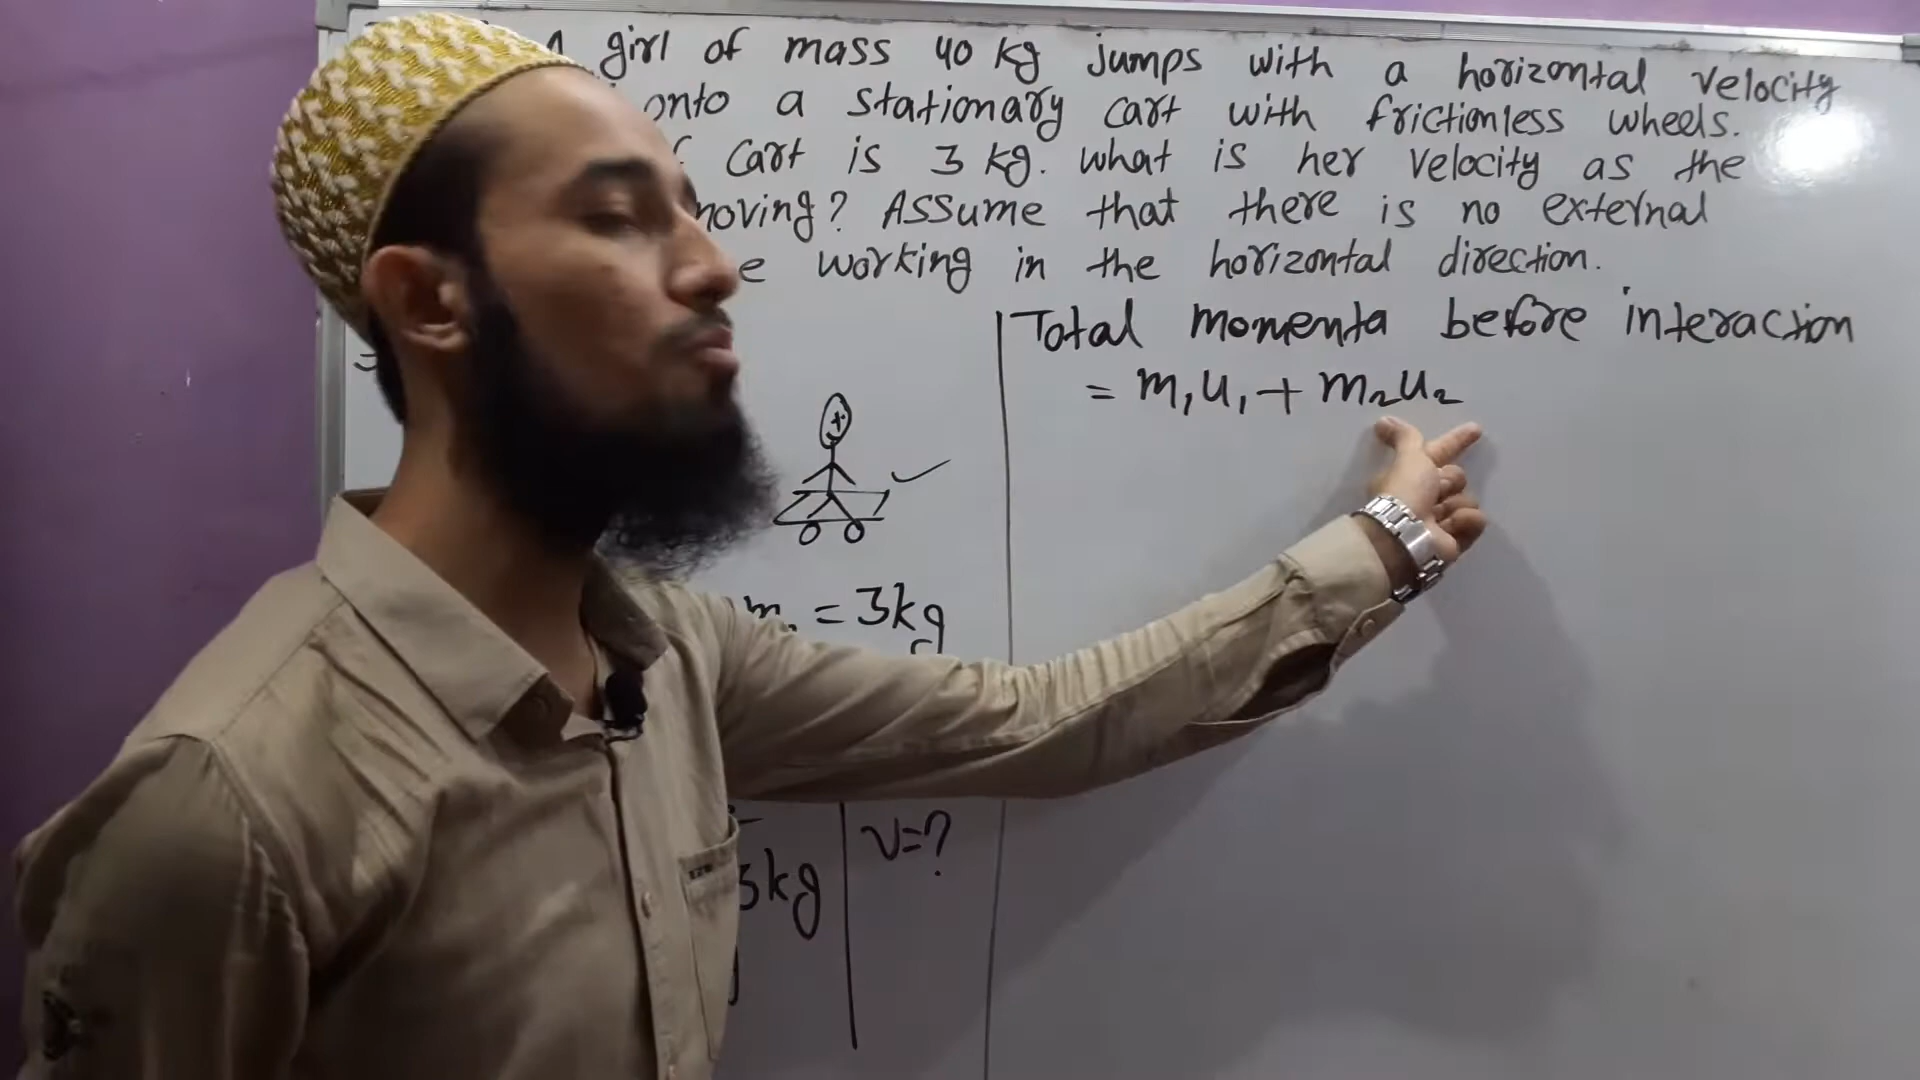 girl of mass 40 kg jumps with a horizontal velocity
onto a stationary cart with frictionless wheels.
cart is 3 kg. what is her velocity as the
moving? Assume that there is no external
e working in the horizontal direction.
Total momenta before interaction
= m₁u₁ + m₂u₂
= 3kg
3kg
v=?